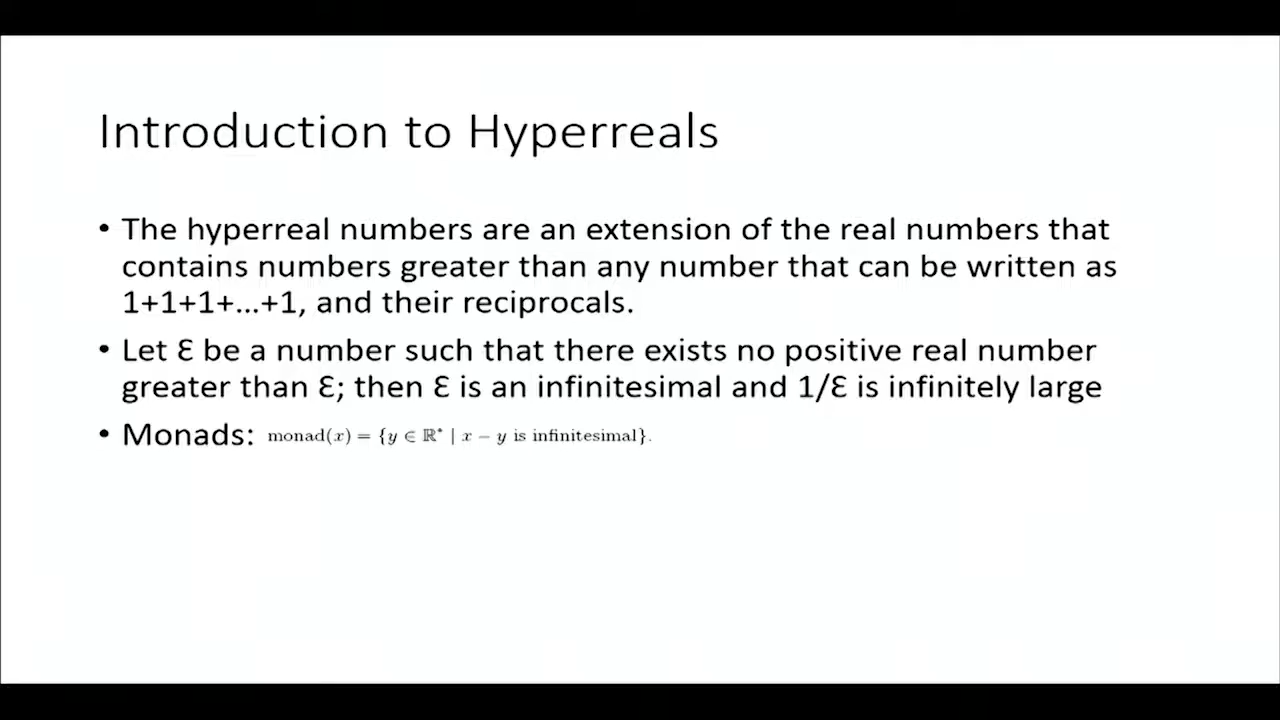 Introduction to Hyperreals
• The hyperreal numbers are an extension of the real numbers that
contains numbers greater than any number that can be written as
1+1+1+...+1, and their reciprocals.
• Let Ɛ be a number such that there exists no positive real number
greater than Ɛ; then Ɛ is an infinitesimal and 1/Ɛ is infinitely large
• Monads: monad(x) = {y ∈ ℝ* | x − y is infinitesimal}.